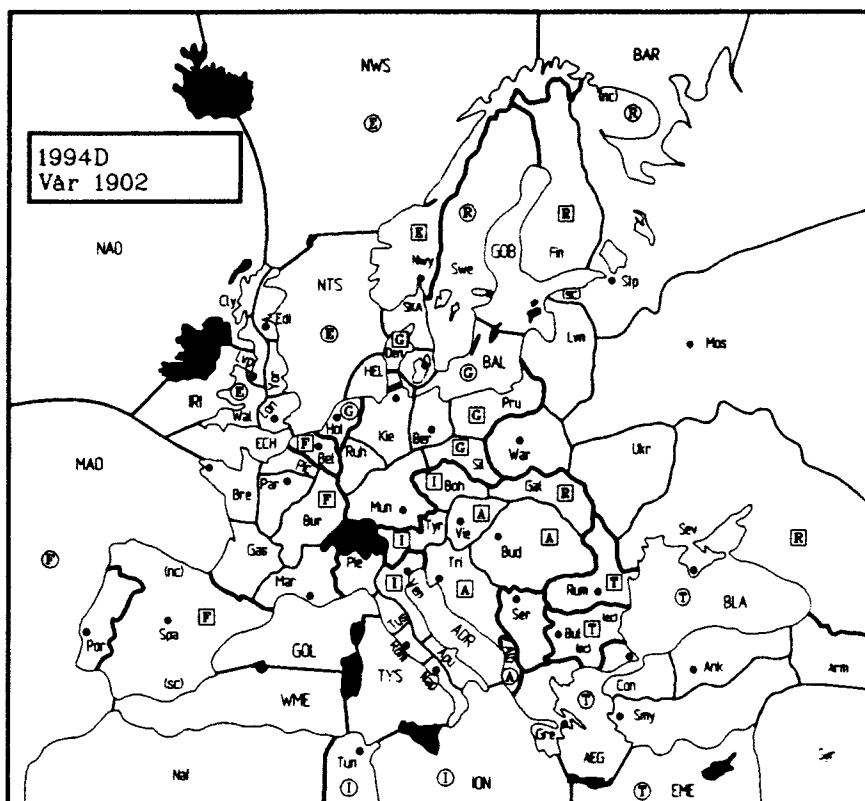 NWS
BAR
(nc)
R
E
1994D
Vår 1902
NAO
E
R
R
NTS
Nwy
Swe
GOB
Fin
Stp
Cly
Edi
SKA
(sc)
E
G
Den
Lvn
Mos
Lvp
HEL
BAL
G
IRI
E
Yor
Wal
Lon
Hol
G
Kie
Ber
Pru
G
War
Ukr
ECH
F
Bel
Ruh
G
Sil
MAO
Pic
Bre
Par
F
Bur
Mun
I
Boh
Gal
R
Tyr
A
Vie
Bud
A
Sev
R
F
Gas
Pie
I
Tri
(nc)
Mar
I
Ven
A
Ser
Rum
T
T
BLA
Por
Spa
F
GOL
Tus
ADR
Bul
(ec)
T
(sc)
Rom
Apu
Alb
A
Con
Ank
Arm
(sc)
WME
TYS
Nap
T
Gre
Smy
AEG
Naf
Tun
I
I
ION
T
EME